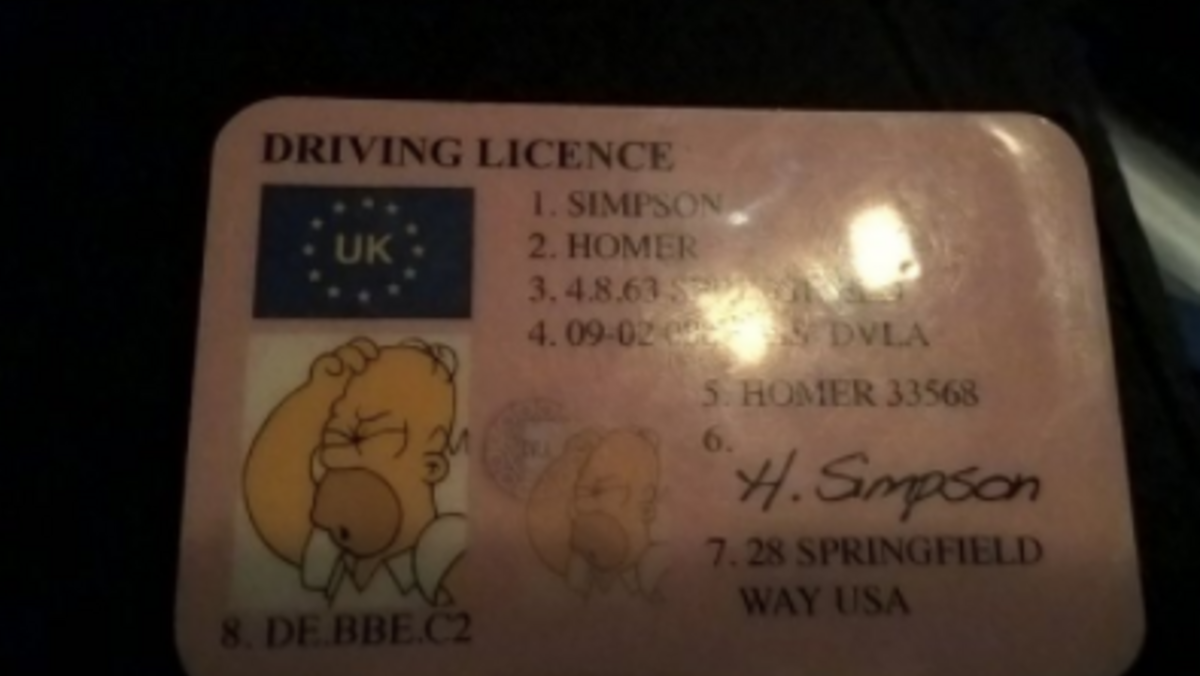 DRIVING LICENCE
UK
1. SIMPSON
2. HOMER
3. 4.8.63
4. 09-02 DVLA
5. HOMER 33568
6.
H. Simpson
7. 28 SPRINGFIELD
WAY USA
8. DE.BBE.C2